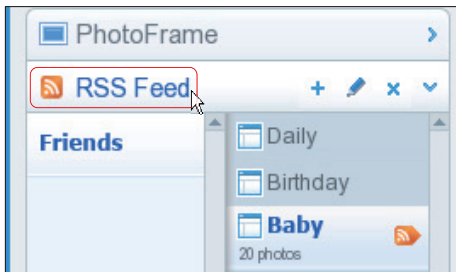 PhotoFrame
RSS Feed
Friends
Daily
Birthday
Baby
20 photos